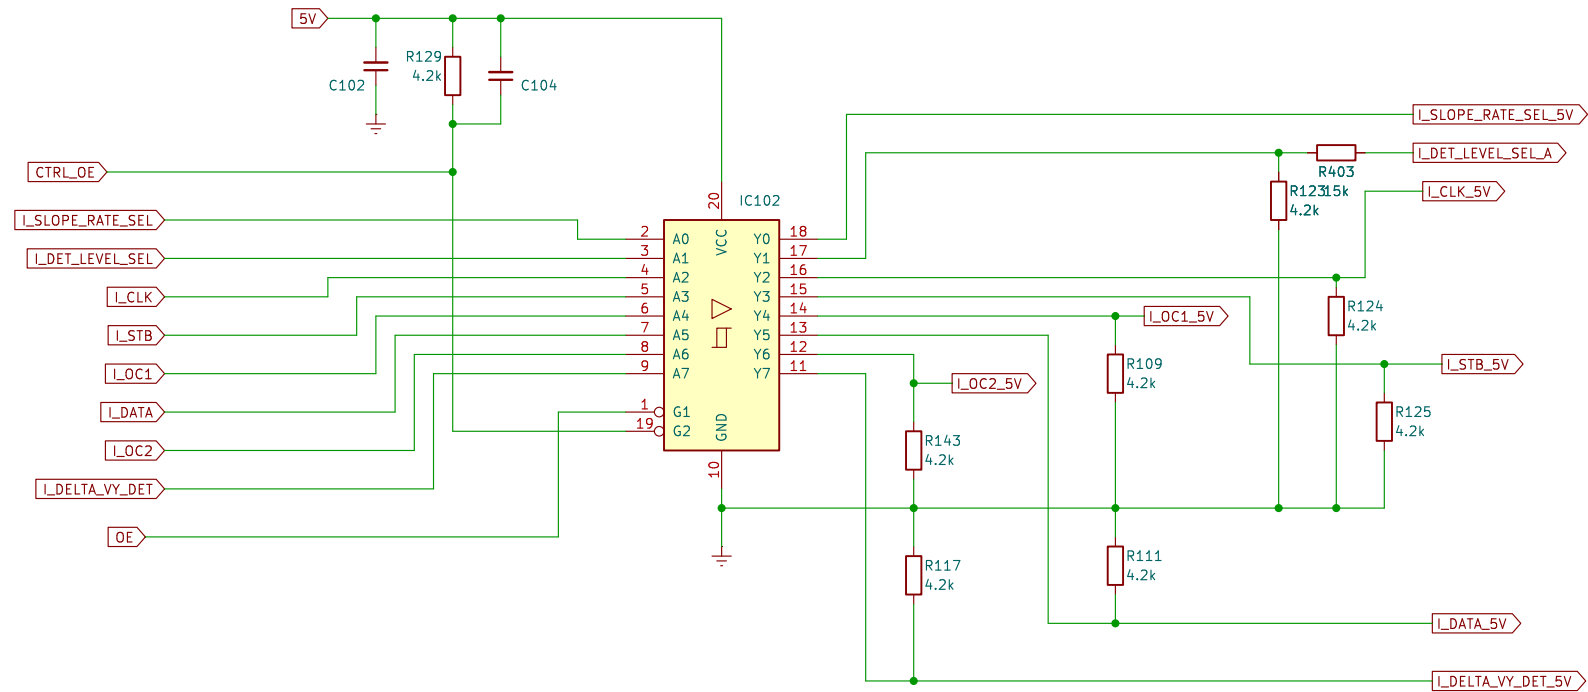 5V
R129
4.2k
C102
C104
I_SLOPE_RATE_SEL_5V
I_DET_LEVEL_SEL_A
R403
15k
R123
4.2k
I_CLK_5V
CTRL_OE
20
IC102
I_SLOPE_RATE_SEL
I_DET_LEVEL_SEL
I_CLK
I_STB
I_OC1
I_DATA
I_OC2
I_DELTA_VY_DET
OE
2 A0 VCC Y0 18
3 A1 Y1 17
4 A2 Y2 16
5 A3 Y3 15
6 A4 Y4 14
7 A5 Y5 13
8 A6 Y6 12
9 A7 Y7 11
1 G1
19 G2
GND
10
I_OC1_5V
R124
4.2k
R109
4.2k
I_STB_5V
I_OC2_5V
R125
4.2k
R143
4.2k
R117
4.2k
R111
4.2k
I_DATA_5V
I_DELTA_VY_DET_5V